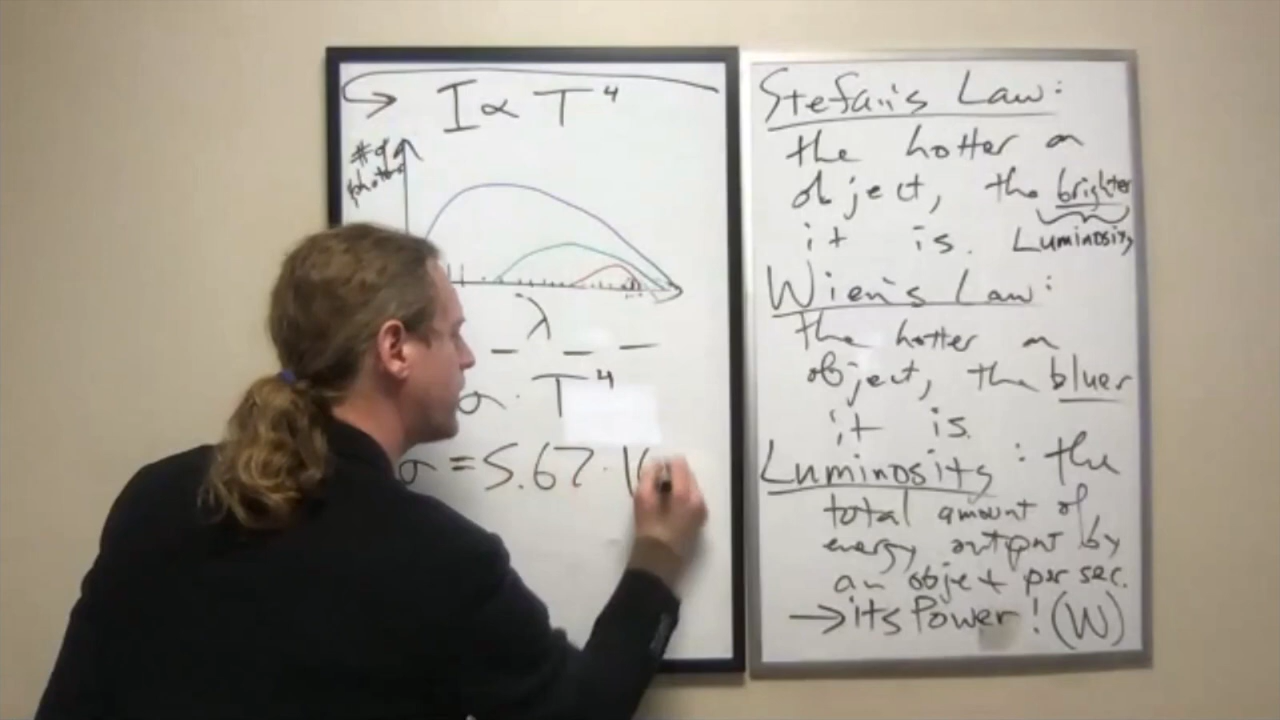 I ∝ T⁴
# of
photons
λ
σ · T⁴
σ = 5.67 · 10
Stefan's Law:
the hotter an
object, the brighter
it is. Luminosity
Wien's Law:
the hotter an
object, the bluer
it is.
Luminosity: the
total amount of
energy output by
an object per sec.
→ its Power! (W)